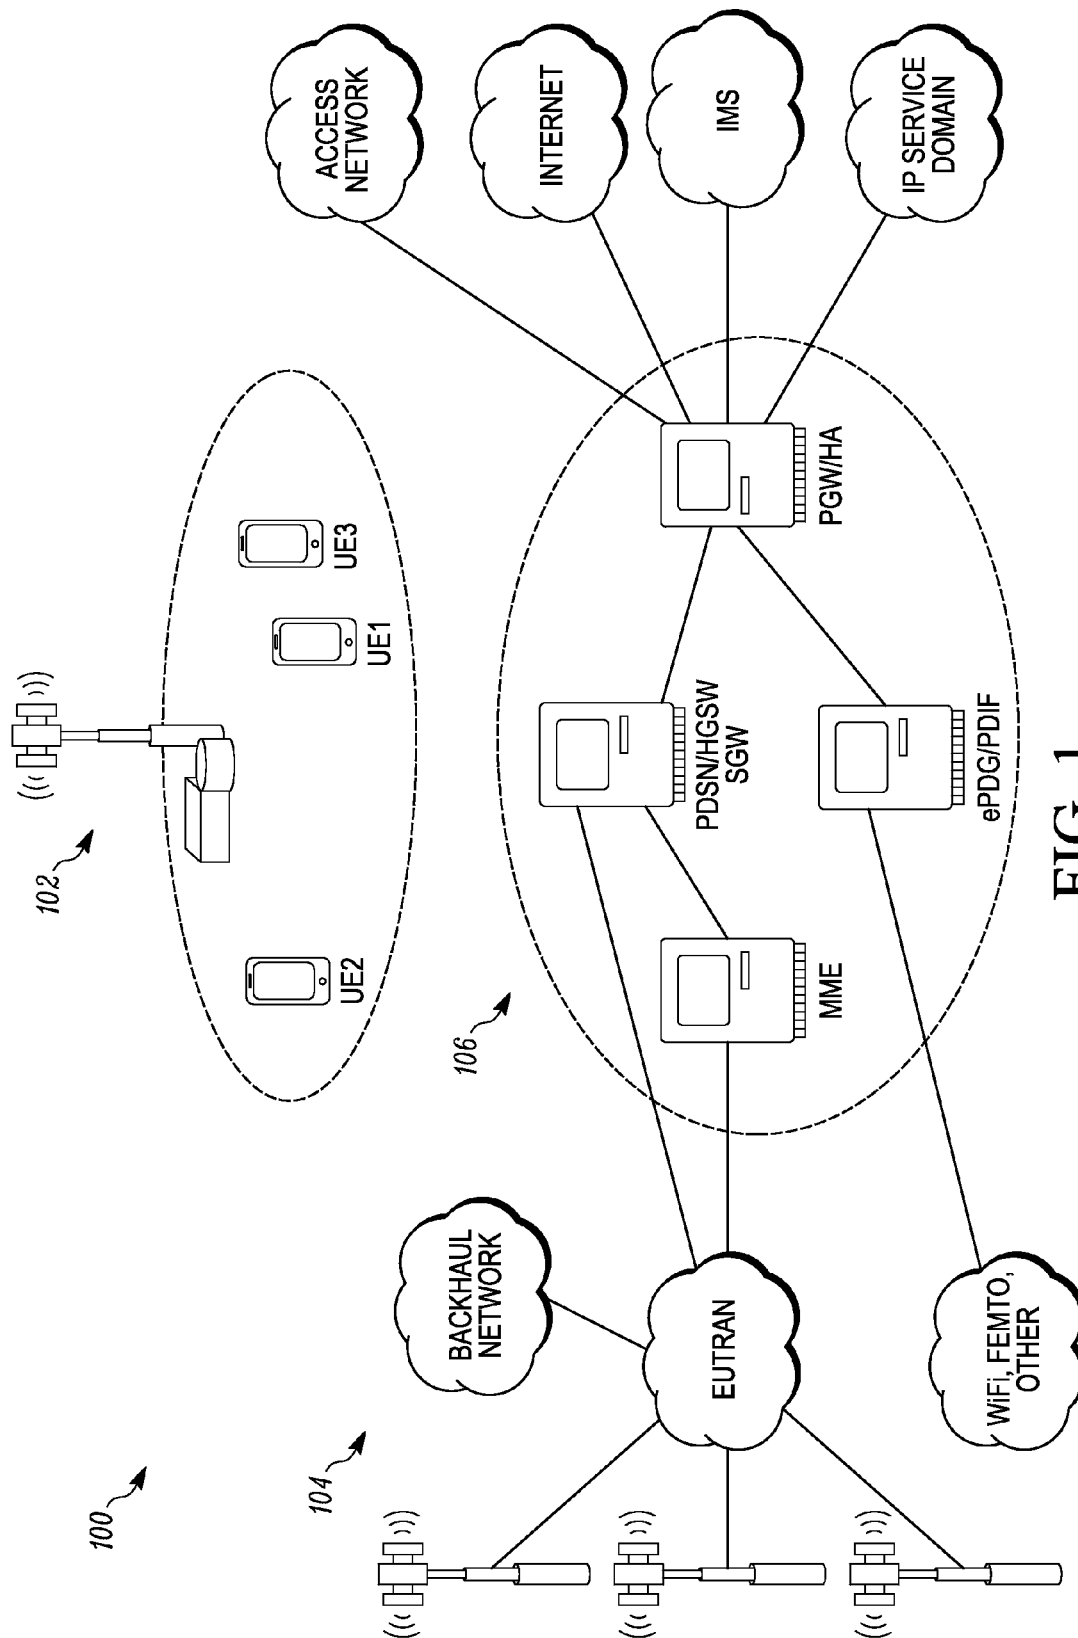 100
102
UE2
UE1
UE3
104
BACKHAUL
NETWORK
EUTRAN
WiFi, FEMTO,
OTHER
106
MME
PDSN/HGSW
SGW
ePDG/PDIF
PGW/HA
ACCESS
NETWORK
INTERNET
IMS
IP SERVICE
DOMAIN
FIG. 1